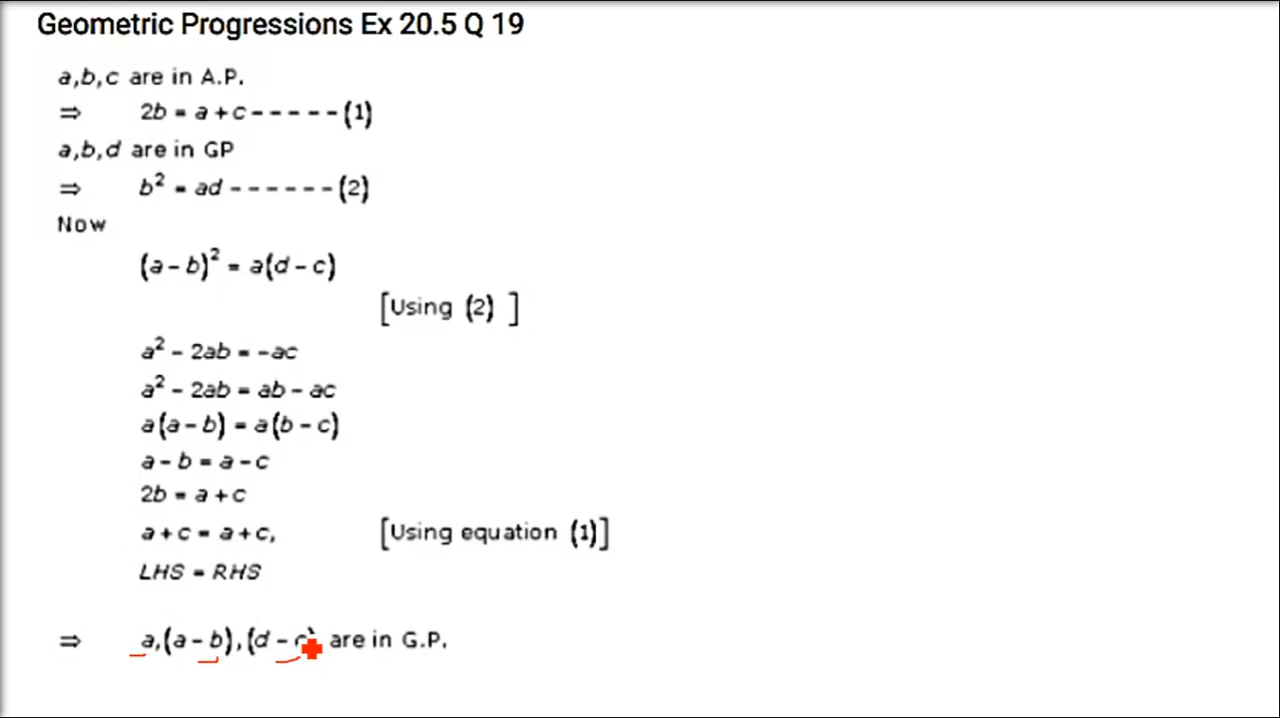 Geometric Progressions Ex 20.5 Q 19
a,b,c are in A.P.
⇒ 2b = a + c - - - - - (1)
a,b,d are in GP
⇒ b² = ad - - - - - - (2)
Now
(a - b)² = a(d - c)
[Using (2) ]
a² - 2ab = -ac
a² - 2ab = ab - ac
a(a - b) = a(b - c)
a - b = a - c
2b = a + c
a + c = a + c, [Using equation (1)]
LHS = RHS
⇒ a,(a - b),(d - c) are in G.P.